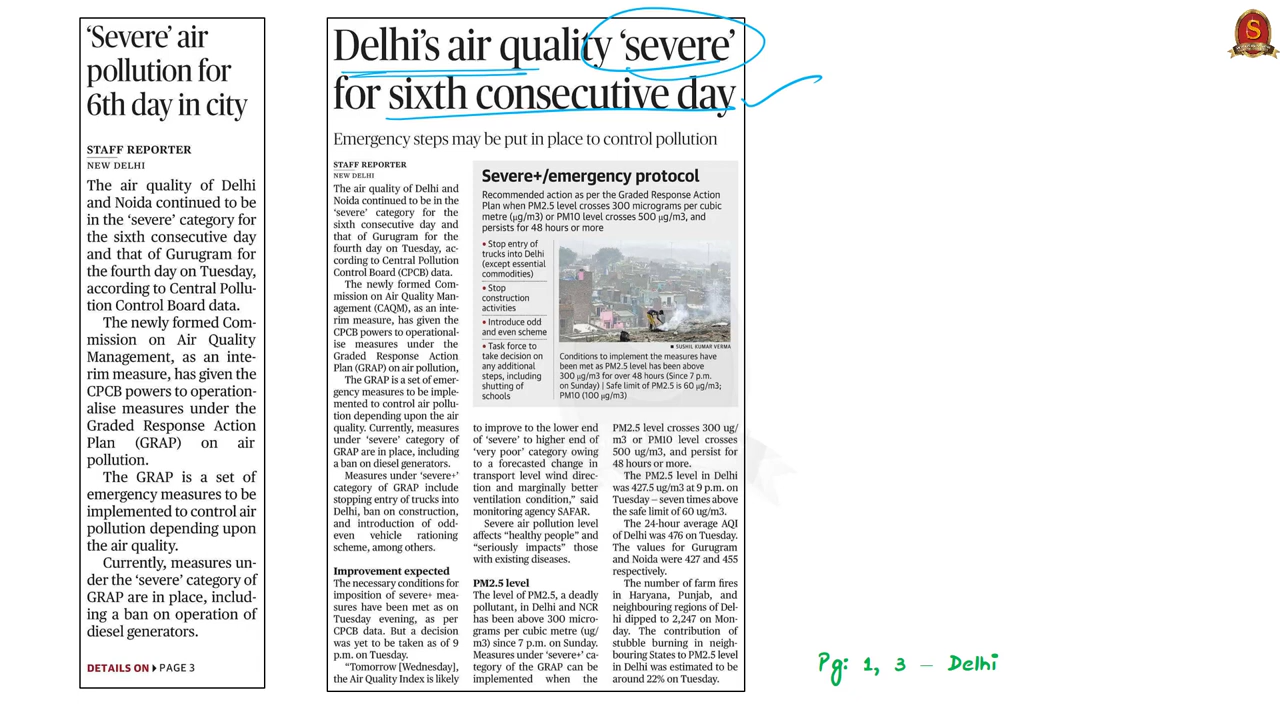 ‘Severe’ air
pollution for
6th day in city
STAFF REPORTER
NEW DELHI
The air quality of Delhi
and Noida continued to be
in the ‘severe’ category for
the sixth consecutive day
and that of Gurugram for
the fourth day on Tuesday,
according to Central Pollu-
tion Control Board data.
The newly formed Com-
mission on Air Quality
Management, as an inte-
rim measure, has given the
CPCB powers to operation-
alise measures under the
Graded Response Action
Plan (GRAP) on air
pollution.
The GRAP is a set of
emergency measures to be
implemented to control air
pollution depending upon
the air quality.
Currently, measures un-
der the ‘severe’ category of
GRAP are in place, includ-
ing a ban on operation of
diesel generators.
DETAILS ON PAGE 3
Delhi’s air quality ‘severe’
for sixth consecutive day
Emergency steps may be put in place to control pollution
STAFF REPORTER
NEW DELHI
The air quality of Delhi and
Noida continued to be in the
‘severe’ category for the
sixth consecutive day and
that of Gurugram for the
fourth day on Tuesday, ac-
cording to Central Pollution
Control Board (CPCB) data.
The newly formed Com-
mission on Air Quality Man-
agement (CAQM), as an inte-
rim measure, has given the
CPCB powers to operational-
ise measures under the
Graded Response Action
Plan (GRAP) on air pollution,
The GRAP is a set of emer-
gency measures to be imple-
mented to control air pollu-
tion depending upon the air
quality. Currently, measures
under ‘severe’ category of
GRAP are in place, including
a ban on diesel generators.
Measures under ‘severe+’
category of GRAP include
stopping entry of trucks into
Delhi, ban on construction,
and introduction of odd-
even vehicle rationing
scheme, among others.
Improvement expected
The necessary conditions for
imposition of severe+ mea-
sures have been met as on
Tuesday evening, as per
CPCB data. But a decision
was yet to be taken as of 9
p.m. on Tuesday.
“Tomorrow [Wednesday],
the Air Quality Index is likely
Severe+/emergency protocol
Recommended action as per the Graded Response Action
Plan when PM2.5 level crosses 300 micrograms per cubic
metre (μg/m3) or PM10 level crosses 500 μg/m3, and
persists for 48 hours or more
• Stop entry of
trucks into Delhi
(except essential
commodities)
• Stop
construction
activities
• Introduce odd
and even scheme
• Task force to
take decision on
any additional
steps, including
shutting of
schools
■ SUSHIL KUMAR VERMA
Conditions to implement the measures have
been met as PM2.5 level has been above
300 μg/m3 for over 48 hours (Since 7 p.m.
on Sunday) | Safe limit of PM2.5 is 60 μg/m3;
PM10 (100 μg/m3)
to improve to the lower end
of ‘severe’ to higher end of
‘very poor’ category owing
to a forecasted change in
transport level wind direc-
tion and marginally better
ventilation condition,” said
monitoring agency SAFAR.
Severe air pollution level
affects “healthy people” and
“seriously impacts” those
with existing diseases.
PM2.5 level
The level of PM2.5, a deadly
pollutant, in Delhi and NCR
has been above 300 micro-
grams per cubic metre (ug/
m3) since 7 p.m. on Sunday.
Measures under ‘severe+’ ca-
tegory of the GRAP can be
implemented when the
PM2.5 level crosses 300 ug/
m3 or PM10 level crosses
500 ug/m3, and persist for
48 hours or more.
The PM2.5 level in Delhi
was 427.5 ug/m3 at 9 p.m. on
Tuesday – seven times above
the safe limit of 60 ug/m3.
The 24-hour average AQI
of Delhi was 476 on Tuesday.
The values for Gurugram
and Noida were 427 and 455
respectively.
The number of farm fires
in Haryana, Punjab, and
neighbouring regions of Del-
hi dipped to 2,247 on Mon-
day. The contribution of
stubble burning in neigh-
bouring States to PM2.5 level
in Delhi was estimated to be
around 22% on Tuesday.
Pg: 1, 3 – Delhi
S